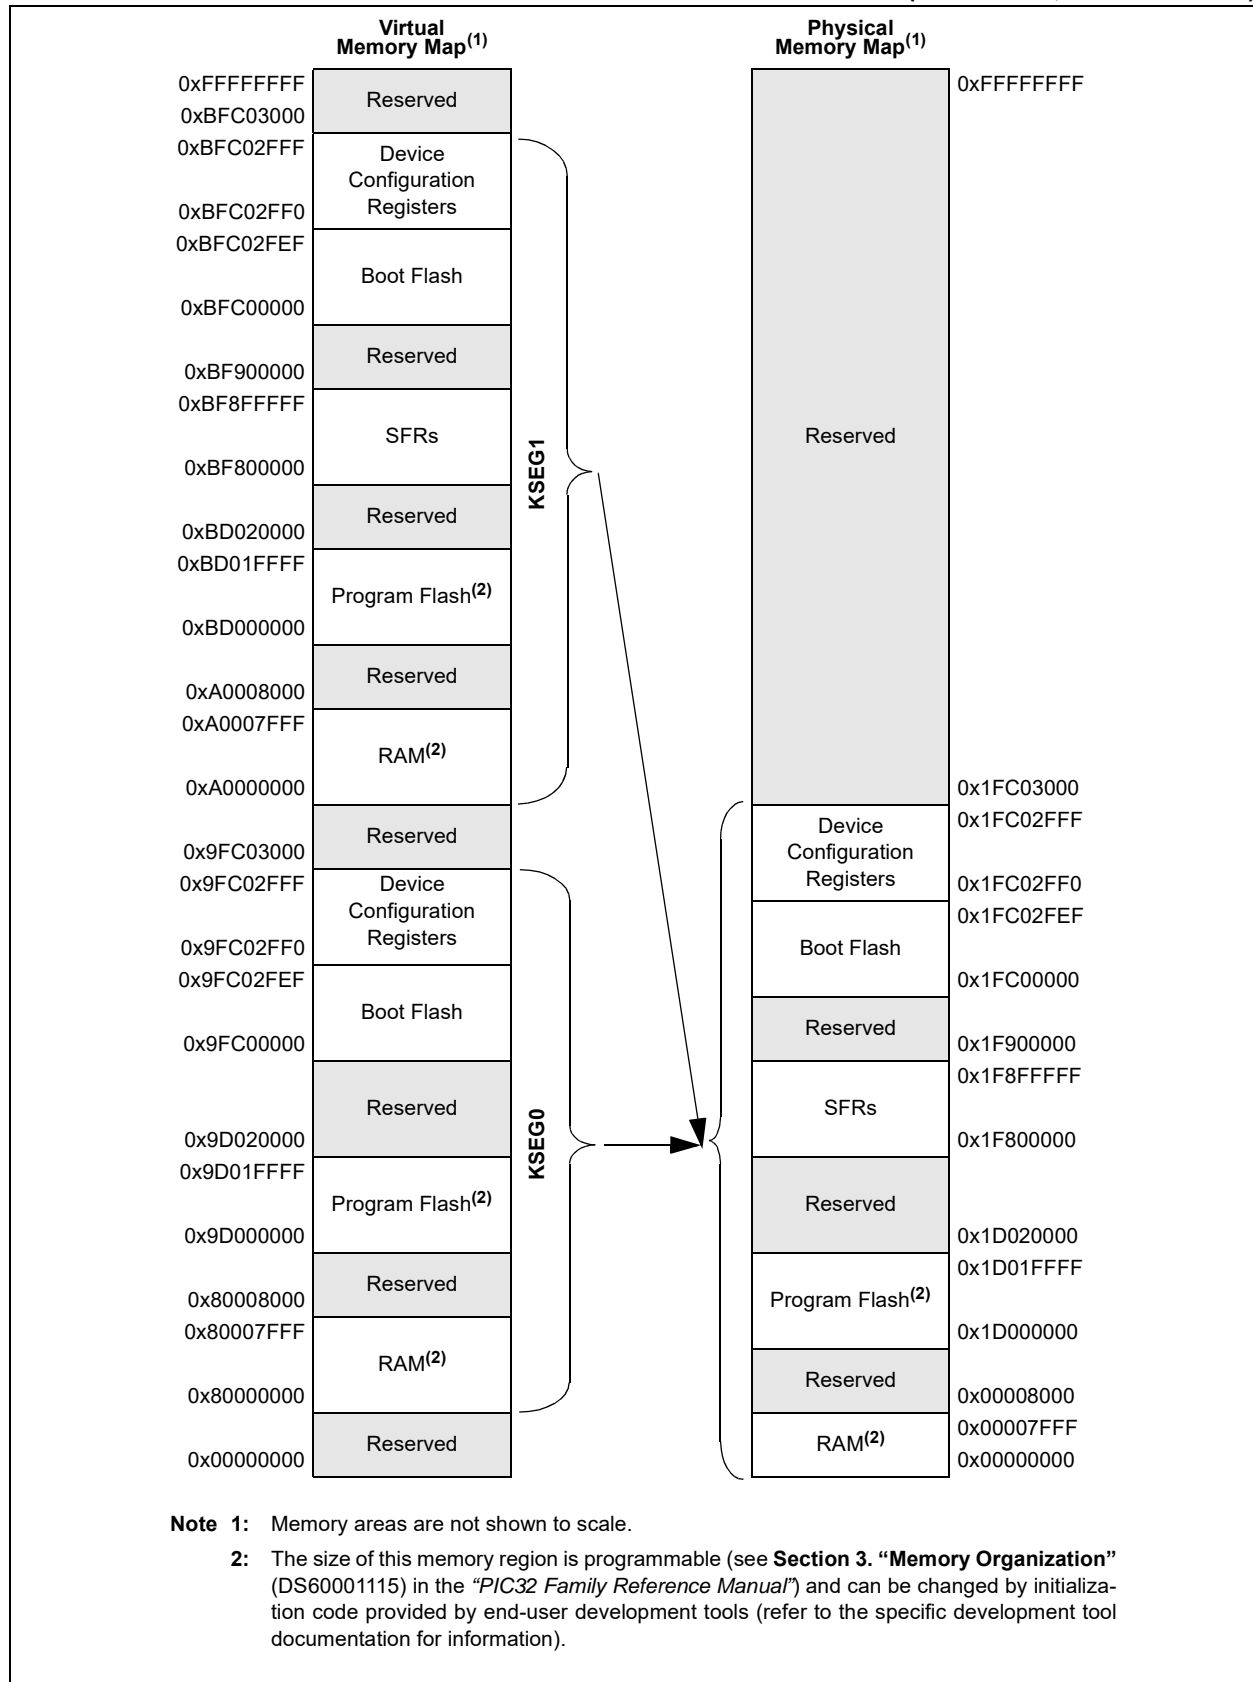 Virtual
Memory Map(1)
0xFFFFFFFF
Reserved
0xBFC03000
0xBFC02FFF
Device
Configuration
Registers
0xBFC02FF0
0xBFC02FEF
Boot Flash
0xBFC00000
Reserved
0xBF900000
0xBF8FFFFF
SFRs
0xBF800000
Reserved
0xBD020000
0xBD01FFFF
Program Flash(2)
0xBD000000
Reserved
0xA0008000
0xA0007FFF
RAM(2)
0xA0000000
Reserved
0x9FC03000
0x9FC02FFF
Device
Configuration
Registers
0x9FC02FF0
0x9FC02FEF
Boot Flash
0x9FC00000
Reserved
0x9D020000
0x9D01FFFF
Program Flash(2)
0x9D000000
Reserved
0x80008000
0x80007FFF
RAM(2)
0x80000000
Reserved
0x00000000
KSEG1
KSEG0
Physical
Memory Map(1)
0xFFFFFFFF
Reserved
0x1FC03000
Device
Configuration
Registers
0x1FC02FFF
0x1FC02FF0
0x1FC02FEF
Boot Flash
0x1FC00000
Reserved
0x1F900000
0x1F8FFFFF
SFRs
0x1F800000
Reserved
0x1D020000
0x1D01FFFF
Program Flash(2)
0x1D000000
Reserved
0x00008000
0x00007FFF
RAM(2)
0x00000000
Note 1: Memory areas are not shown to scale.
2: The size of this memory region is programmable (see Section 3. “Memory Organization”
(DS60001115) in the “PIC32 Family Reference Manual”) and can be changed by initializa-
tion code provided by end-user development tools (refer to the specific development tool
documentation for information).